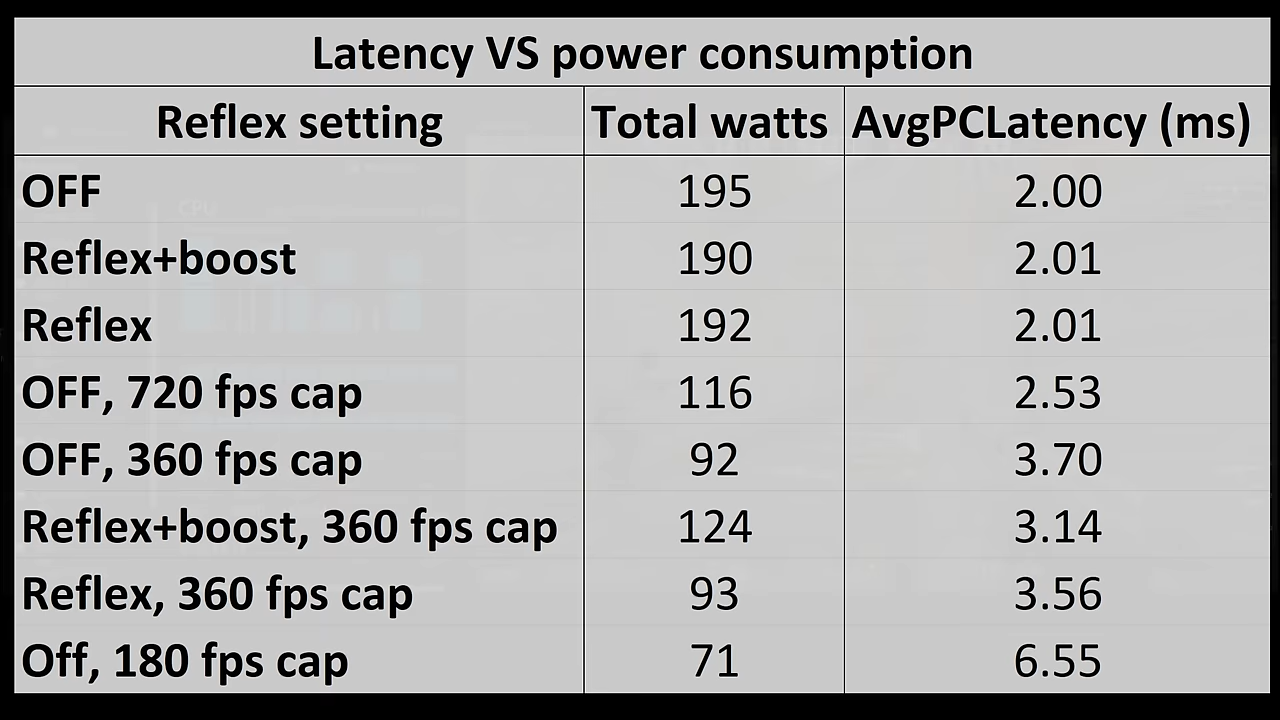 Latency VS power consumption
Reflex setting Total watts AvgPCLatency (ms)
OFF 195 2.00
Reflex+boost 190 2.01
Reflex 192 2.01
OFF, 720 fps cap 116 2.53
OFF, 360 fps cap 92 3.70
Reflex+boost, 360 fps cap 124 3.14
Reflex, 360 fps cap 93 3.56
Off, 180 fps cap 71 6.55